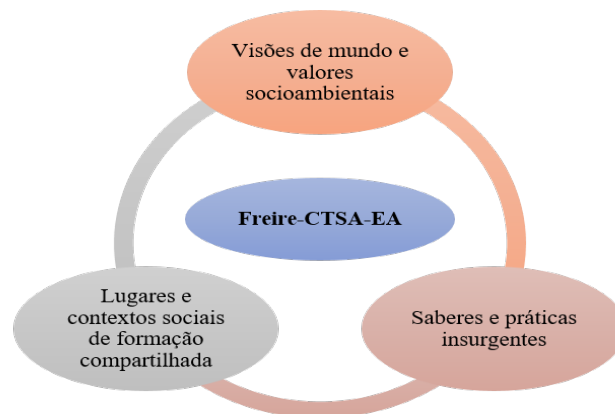 Visões de mundo e
valores
socioambientais
Freire-CTSA-EA
Lugares e
contextos sociais
de formação
compartilhada
Saberes e práticas
insurgentes